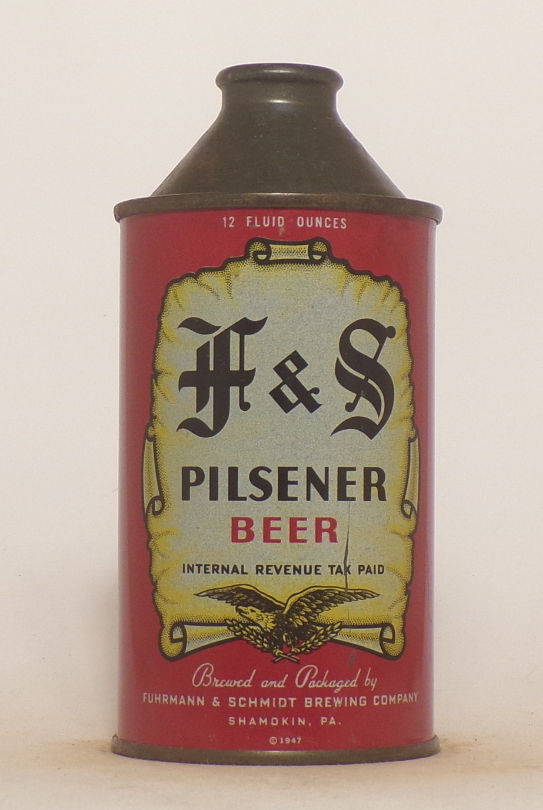 12 FLUID OUNCES
F & S
PILSENER
BEER
INTERNAL REVENUE TAX PAID
Brewed and Packaged by
FUHRMANN & SCHMIDT BREWING COMPANY
SHAMOKIN, PA.
© 1947